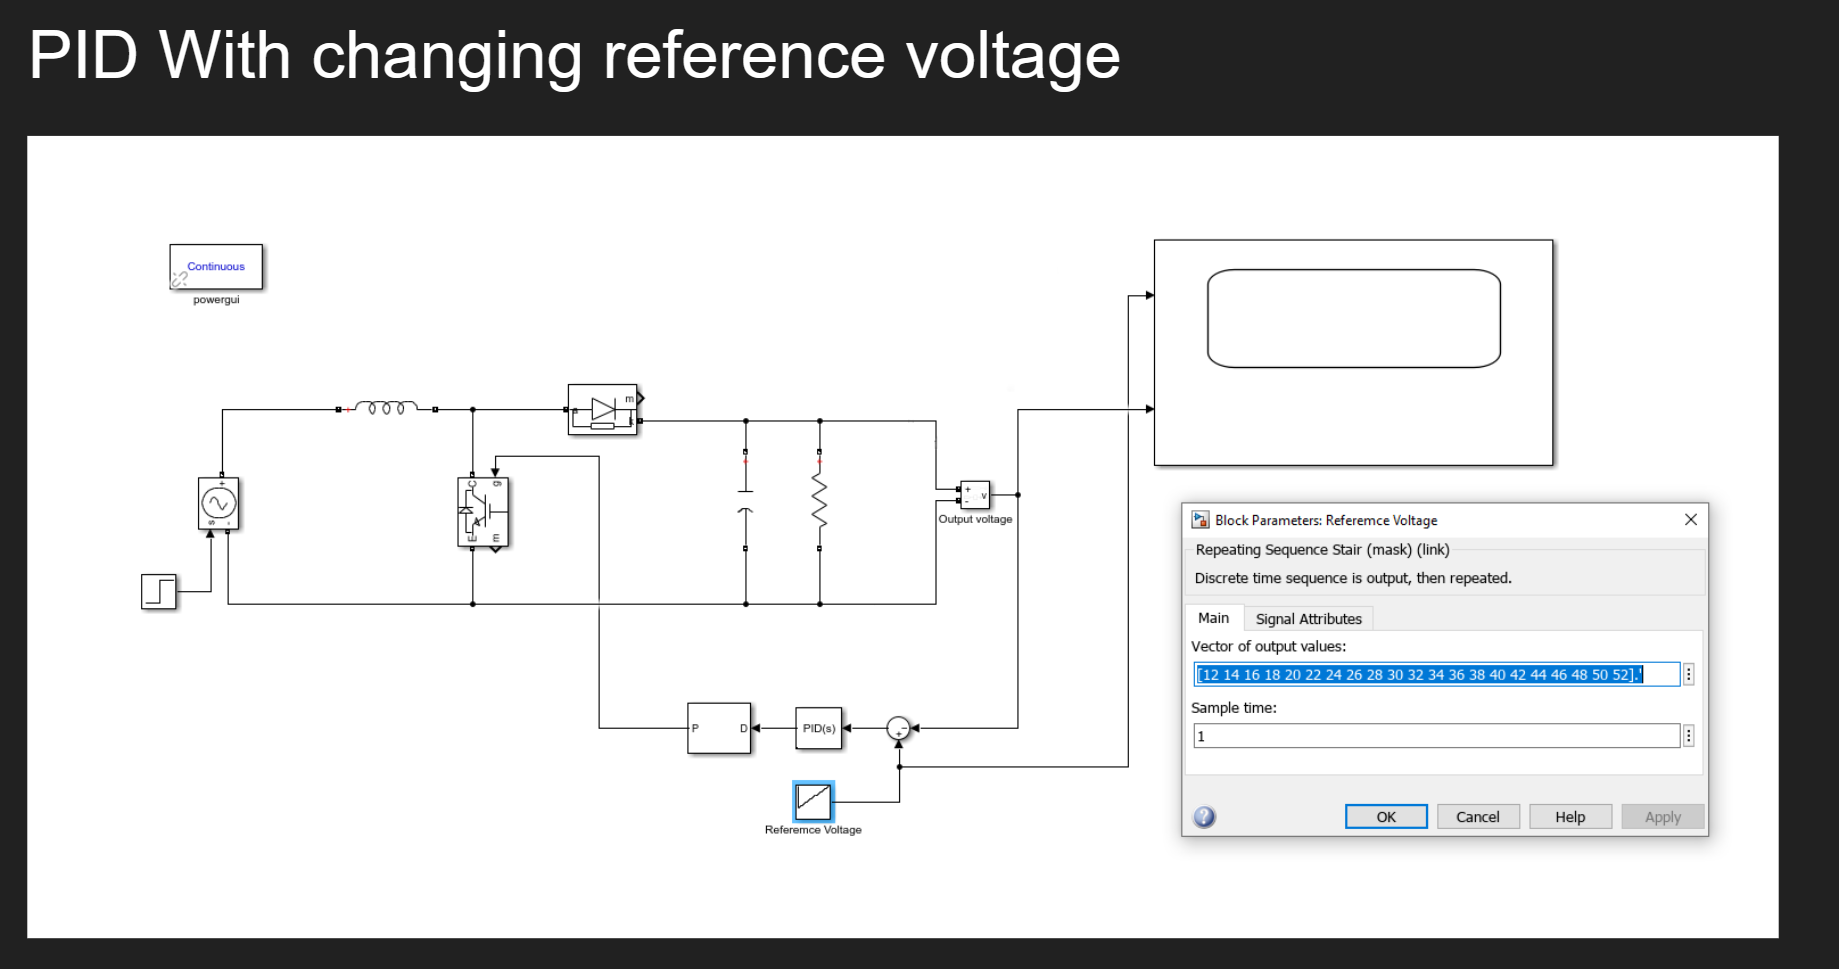 PID With changing reference voltage
Continuous
powergui
m
+
s
-
C
g
E
m
+
-
v
Output voltage
P
D
PID(s)
-
+
Referemce Voltage
Block Parameters: Referemce Voltage
Repeating Sequence Stair (mask) (link)
Discrete time sequence is output, then repeated.
Main
Signal Attributes
Vector of output values:
[12 14 16 18 20 22 24 26 28 30 32 34 36 38 40 42 44 46 48 50 52].'
Sample time:
1
?
OK
Cancel
Help
Apply